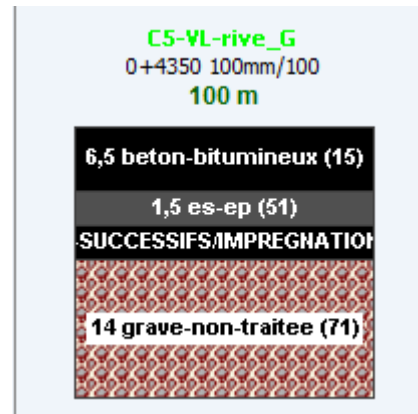 C5-VL-rive_G
0+4350 100mm/100
100 m
6,5 beton-bitumineux (15)
1,5 es-ep (51)
-SUCCESSIFS/IMPREGNATION
14 grave-non-traitee (71)